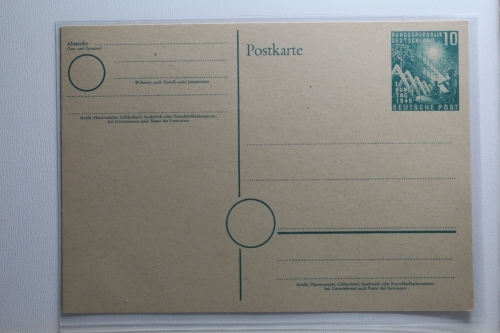 Absender:
(Vor- und Zuname)
Wohnort, auch Zustell- oder Leitpostamt
Straße, Hausnummer, Gebäudeteil, Stockwerk oder Postschließfachnummer;
bei Untermietern auch Name des Vermieters
Postkarte
BUNDESREPUBLIK
DEUTSCHLAND
10
1.
BUNDES
TAG
1949
DEUTSCHE POST
Straße, Hausnummer, Gebäudeteil, Stockwerk oder Postschließfachnummer;
bei Untermietern auch Name des Vermieters